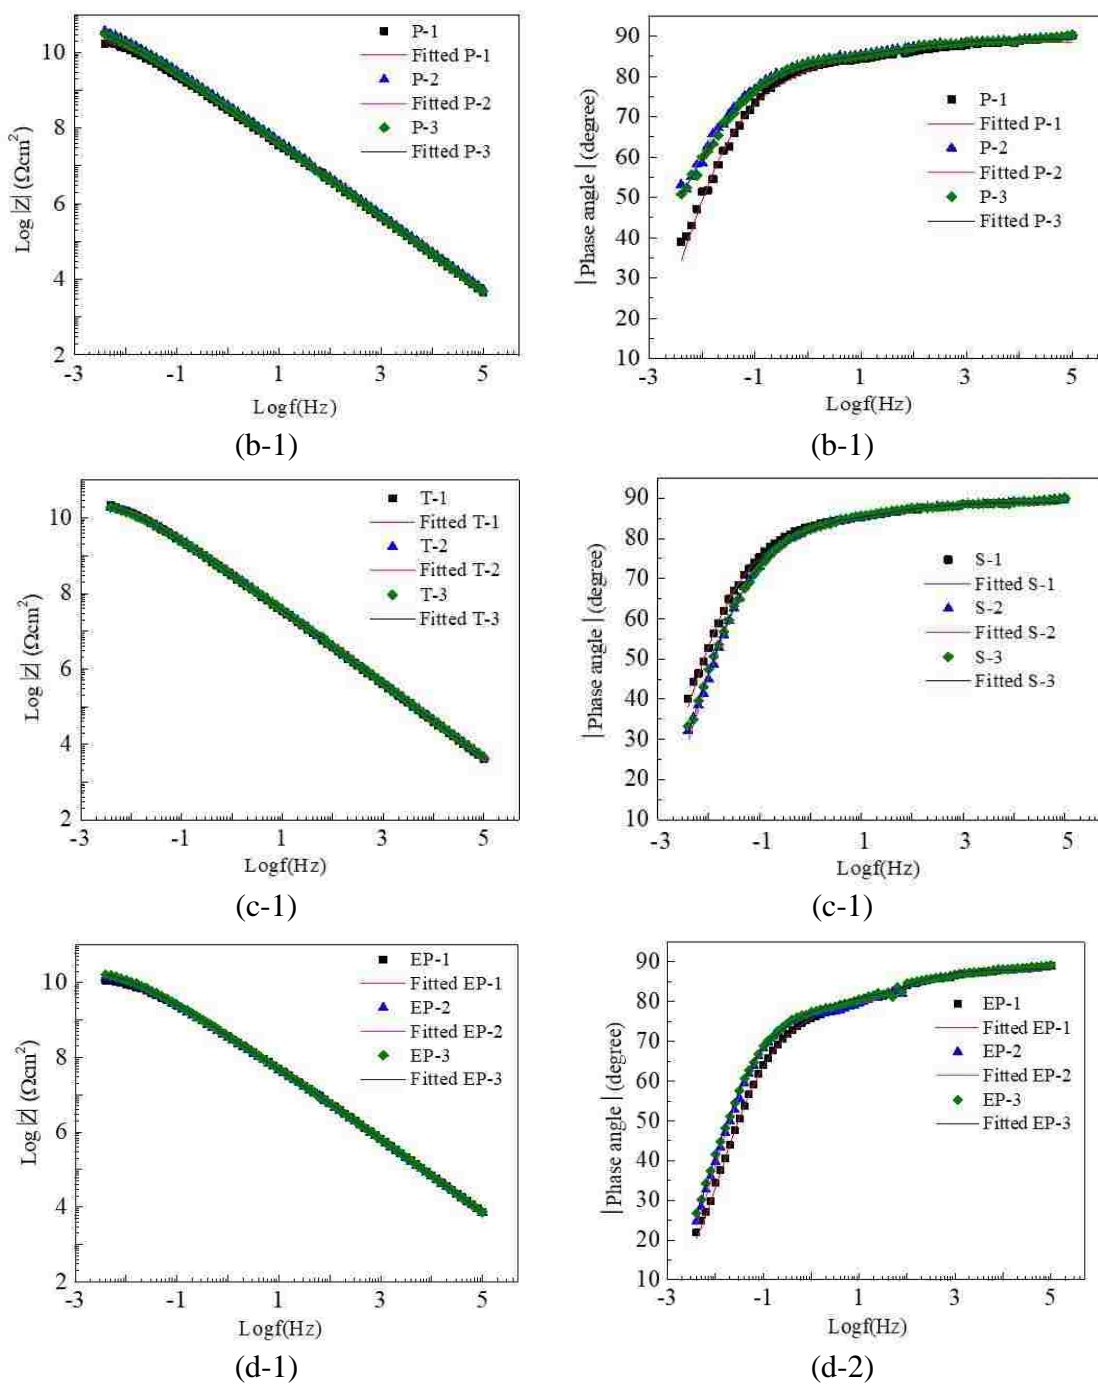 10
8
6
4
2
-3
-1
1
3
5
Log |Z| (Ωcm²)
Logf(Hz)
P-1
Fitted P-1
P-2
Fitted P-2
P-3
Fitted P-3
(b-1)
90
80
70
60
50
40
30
20
10
-3
-1
1
3
5
|Phase angle| (degree)
Logf(Hz)
P-1
Fitted P-1
P-2
Fitted P-2
P-3
Fitted P-3
(b-1)
10
8
6
4
2
-3
-1
1
3
5
Log |Z| (Ωcm²)
Logf(Hz)
T-1
Fitted T-1
T-2
Fitted T-2
T-3
Fitted T-3
(c-1)
90
80
70
60
50
40
30
20
10
-3
-1
1
3
5
|Phase angle| (degree)
Logf(Hz)
S-1
Fitted S-1
S-2
Fitted S-2
S-3
Fitted S-3
(c-1)
10
8
6
4
2
-3
-1
1
3
5
Log |Z| (Ωcm²)
Logf(Hz)
EP-1
Fitted EP-1
EP-2
Fitted EP-2
EP-3
Fitted EP-3
(d-1)
90
80
70
60
50
40
30
20
10
-3
-1
1
3
5
|Phase angle| (degree)
Logf(Hz)
EP-1
Fitted EP-1
EP-2
Fitted EP-2
EP-3
Fitted EP-3
(d-2)